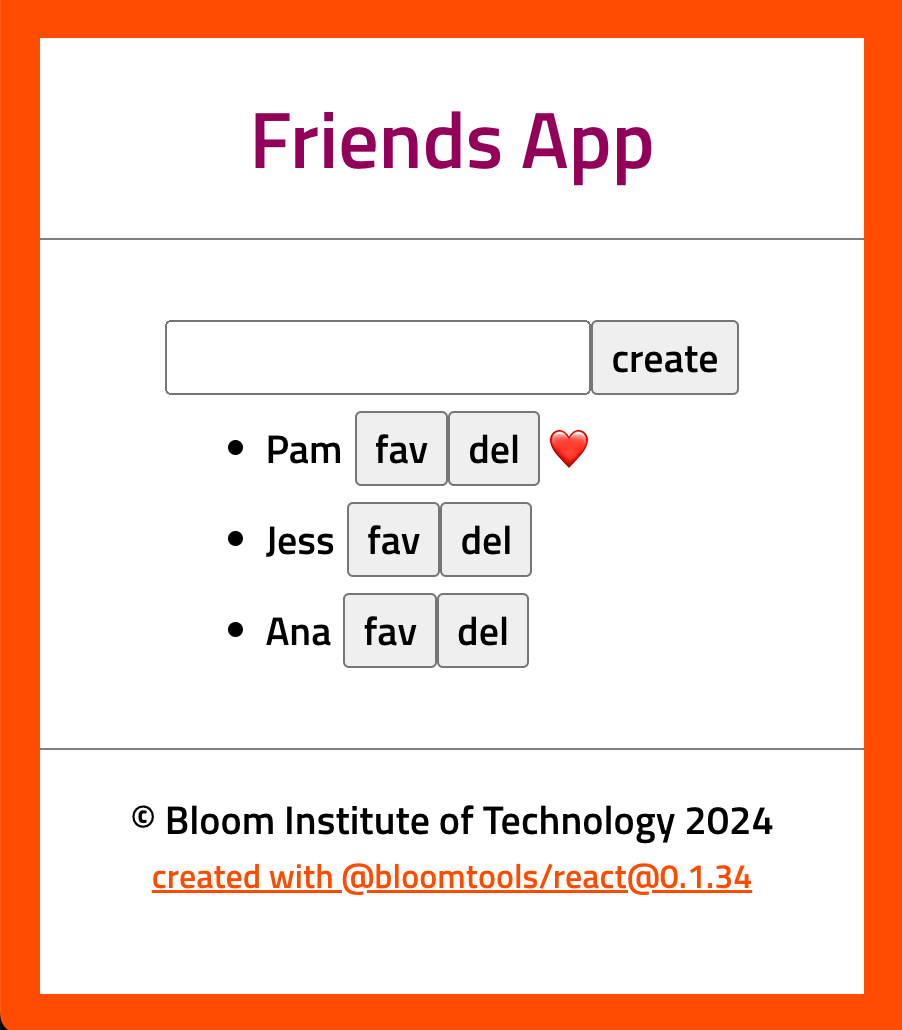 Friends App
create
Pam fav del ❤️
Jess fav del
Ana fav del
© Bloom Institute of Technology 2024
created with @bloomtools/react@0.1.34